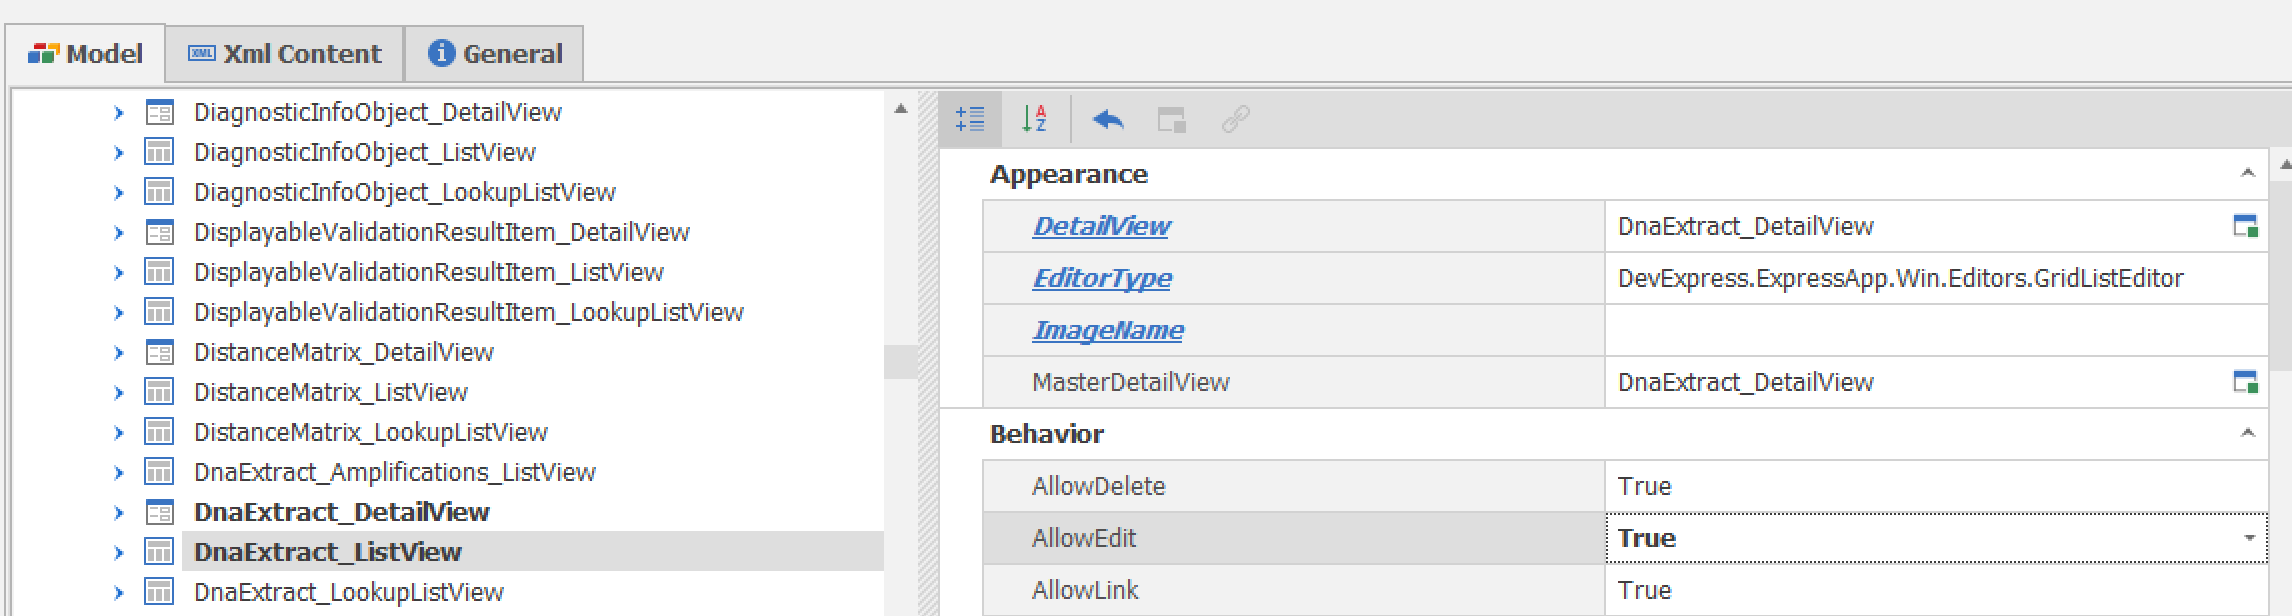 Model
XML Xml Content
i General
DiagnosticInfoObject_DetailView
DiagnosticInfoObject_ListView
DiagnosticInfoObject_LookupListView
DisplayableValidationResultItem_DetailView
DisplayableValidationResultItem_ListView
DisplayableValidationResultItem_LookupListView
DistanceMatrix_DetailView
DistanceMatrix_ListView
DistanceMatrix_LookupListView
DnaExtract_Amplifications_ListView
DnaExtract_DetailView
DnaExtract_ListView
DnaExtract_LookupListView
A
Z
Appearance
DetailView DnaExtract_DetailView
EditorType DevExpress.ExpressApp.Win.Editors.GridListEditor
ImageName
MasterDetailView DnaExtract_DetailView
Behavior
AllowDelete True
AllowEdit True
AllowLink True